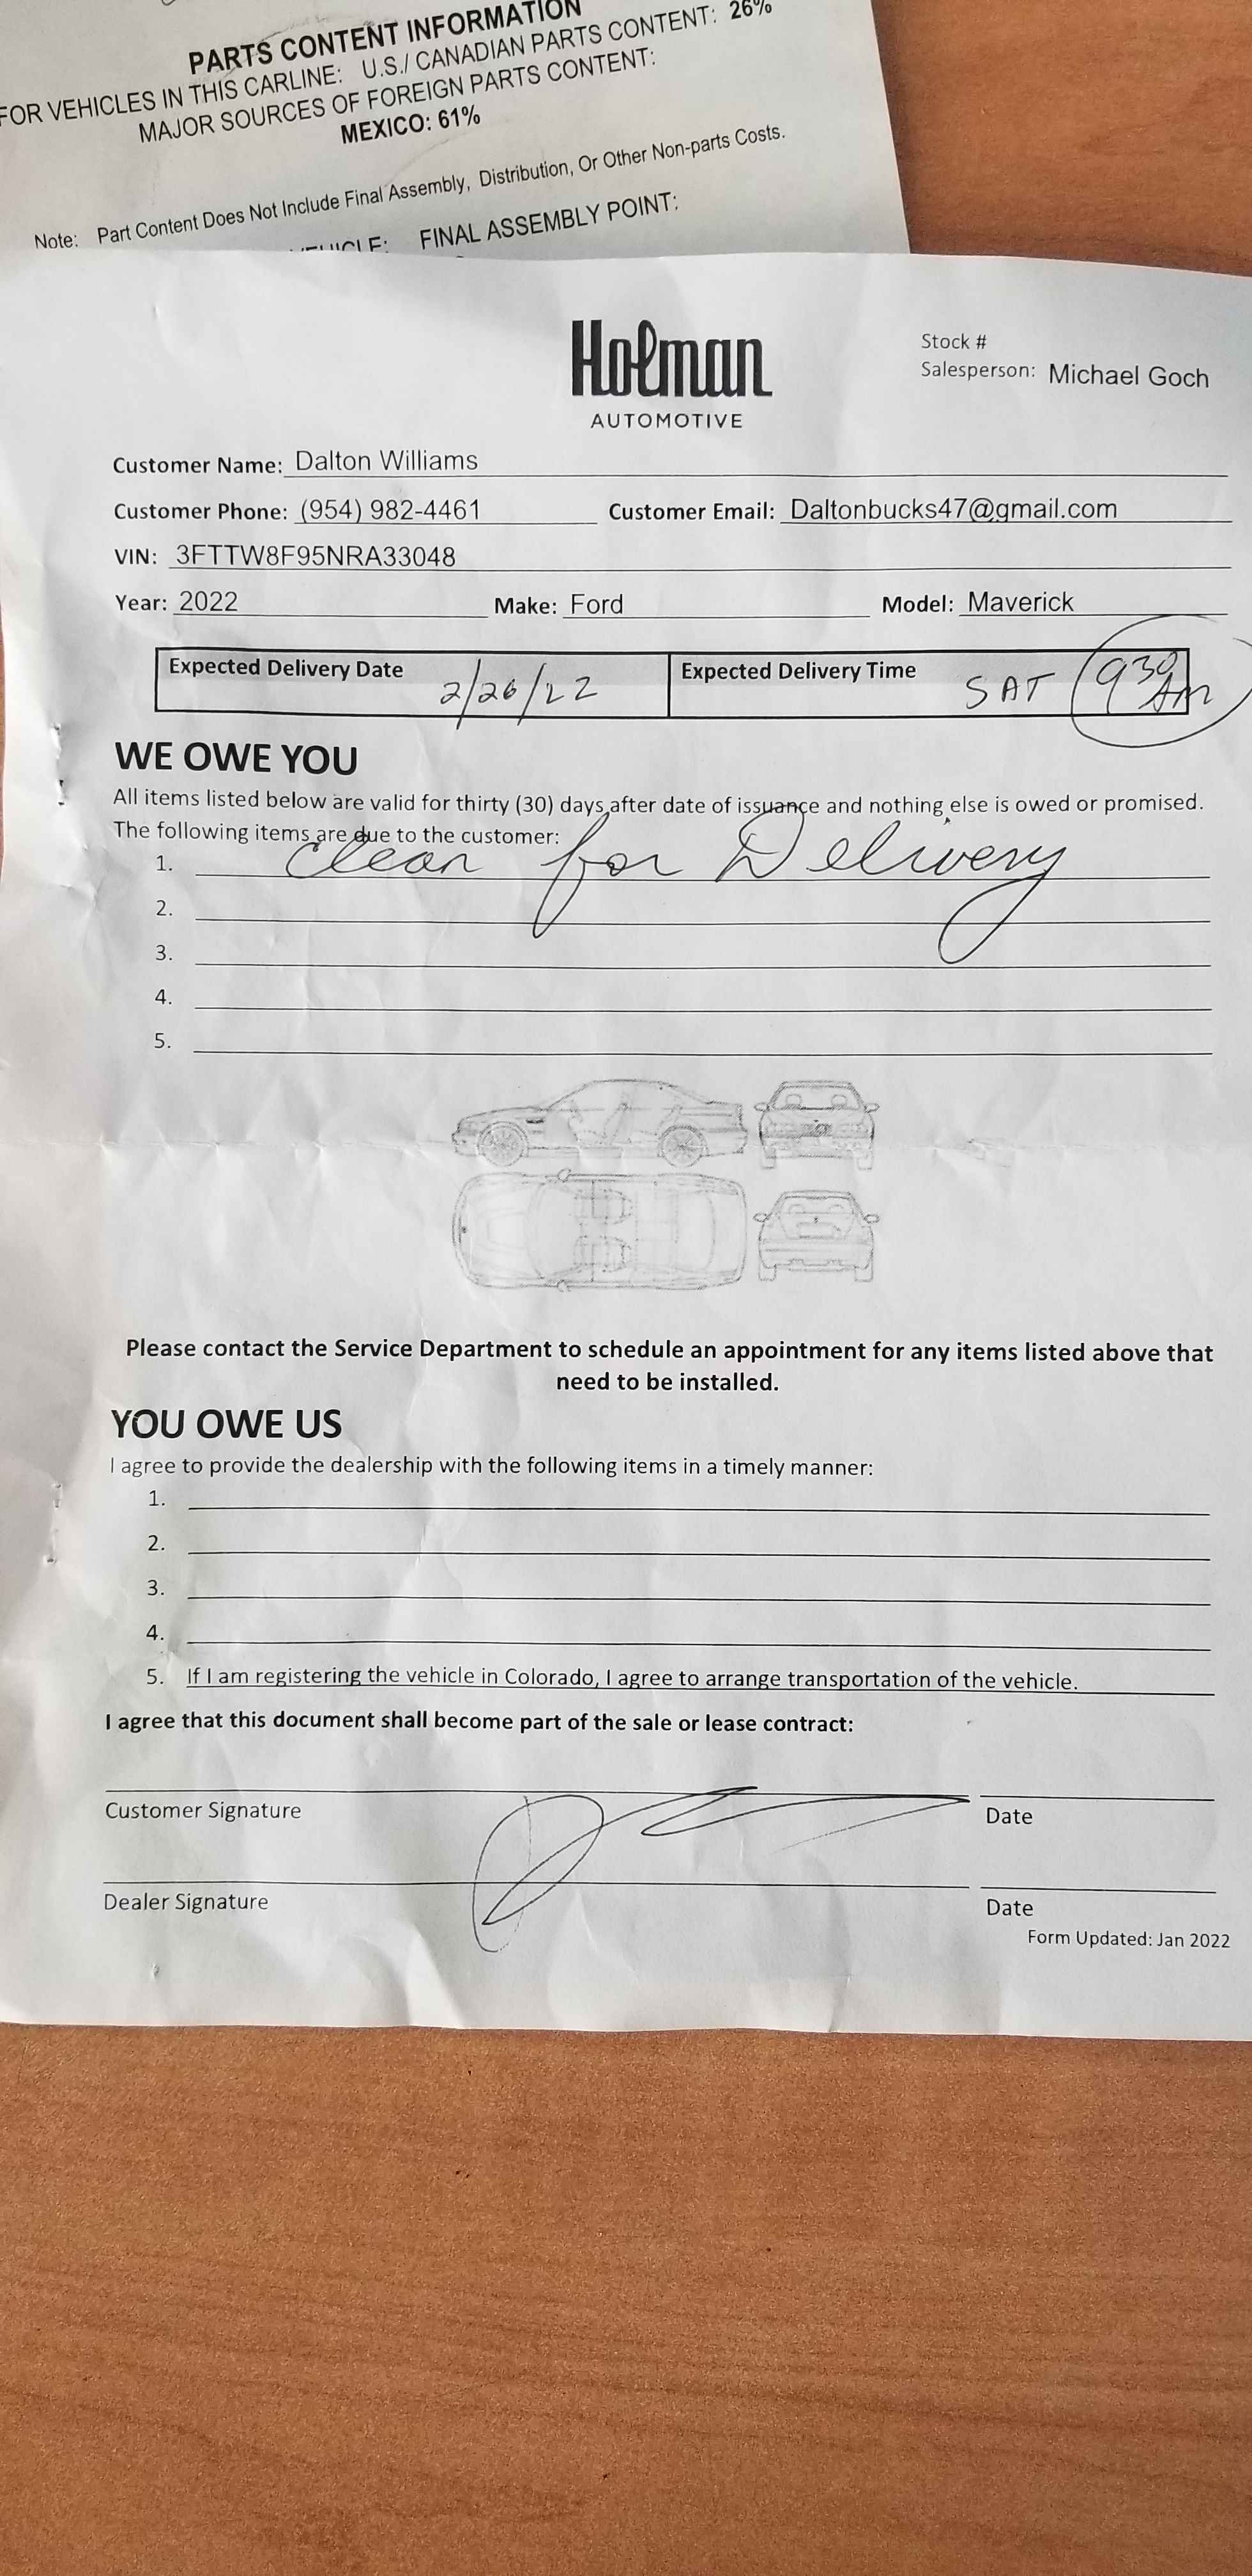 PARTS CONTENT INFORMATION
FOR VEHICLES IN THIS CARLINE: U.S./ CANADIAN PARTS CONTENT: 26%
MAJOR SOURCES OF FOREIGN PARTS CONTENT:
MEXICO: 61%
Note: Part Content Does Not Include Final Assembly, Distribution, Or Other Non-parts Costs.
FINAL ASSEMBLY POINT:
Holman
AUTOMOTIVE
Stock #
Salesperson: Michael Goch
Customer Name: Dalton Williams
Customer Phone: (954) 982-4461 Customer Email: Daltonbucks47@gmail.com
VIN: 3FTTW8F95NRA33048
Year: 2022 Make: Ford Model: Maverick
Expected Delivery Date 2/26/22 Expected Delivery Time SAT 930 Am
WE OWE YOU
All items listed below are valid for thirty (30) days after date of issuance and nothing else is owed or promised.
The following items are due to the customer:
1. Clean for Delivery
2.
3.
4.
5.
Please contact the Service Department to schedule an appointment for any items listed above that
need to be installed.
YOU OWE US
I agree to provide the dealership with the following items in a timely manner:
1.
2.
3.
4.
5. If I am registering the vehicle in Colorado, I agree to arrange transportation of the vehicle.
I agree that this document shall become part of the sale or lease contract:
Customer Signature Date
Dealer Signature Date
Form Updated: Jan 2022